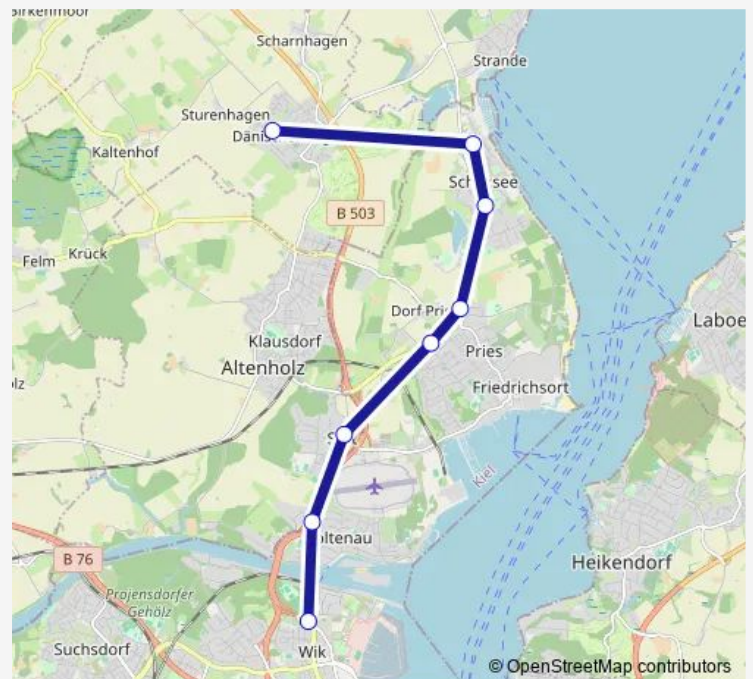 Scharnhagen
Strande
Sturenhagen
Kaltenhof
B 503
Felm
Krück
Dorf
Laboe
Klausdorf
Pries
Altenholz
Friedrichsort
Kiel
B 76
Projensdorfer
Gehölz
Heikendorf
Suchsdorf
Wik
© OpenStreetMap contributors